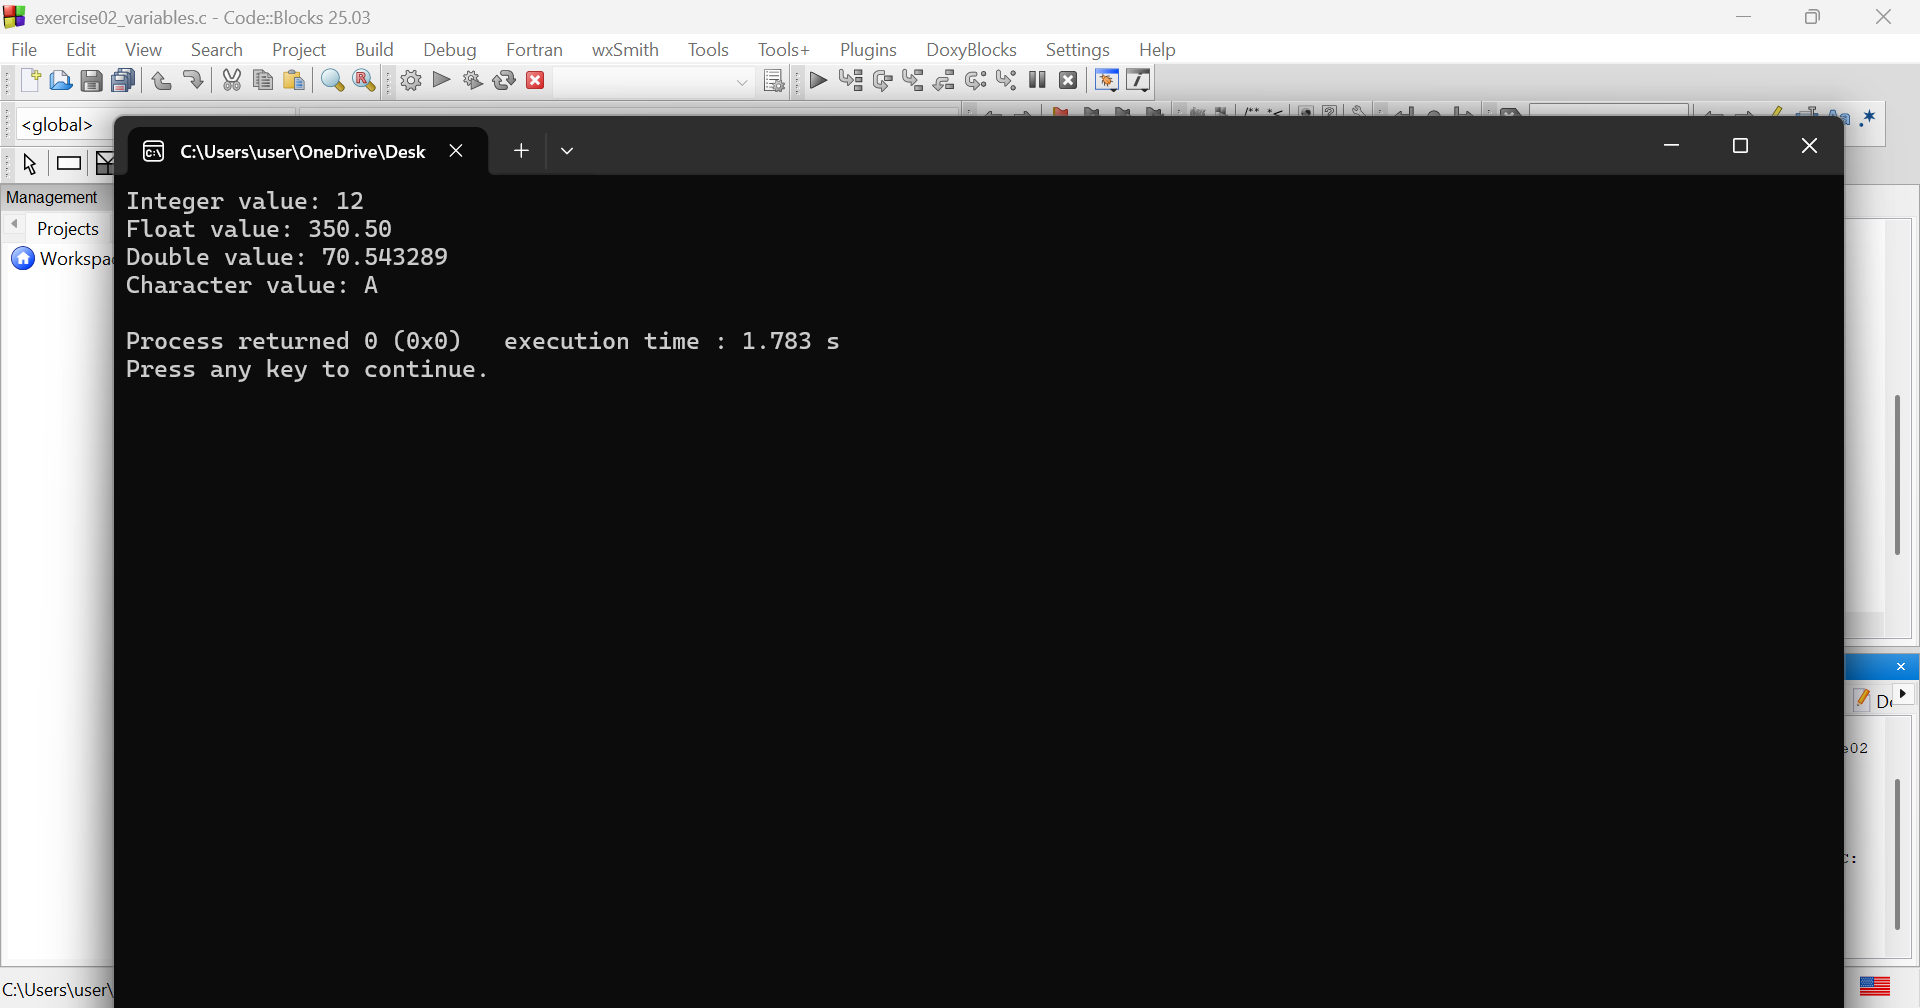 exercise02_variables.c - Code::Blocks 25.03
File Edit View Search Project Build Debug Fortran wxSmith Tools Tools+ Plugins DoxyBlocks Settings Help
<global>
C:\Users\user\OneDrive\Desk
Management
Projects
Integer value: 12
Float value: 350.50
Double value: 70.543289
Character value: A
Process returned 0 (0x0)   execution time : 1.783 s
Press any key to continue.
C:\Users\user\